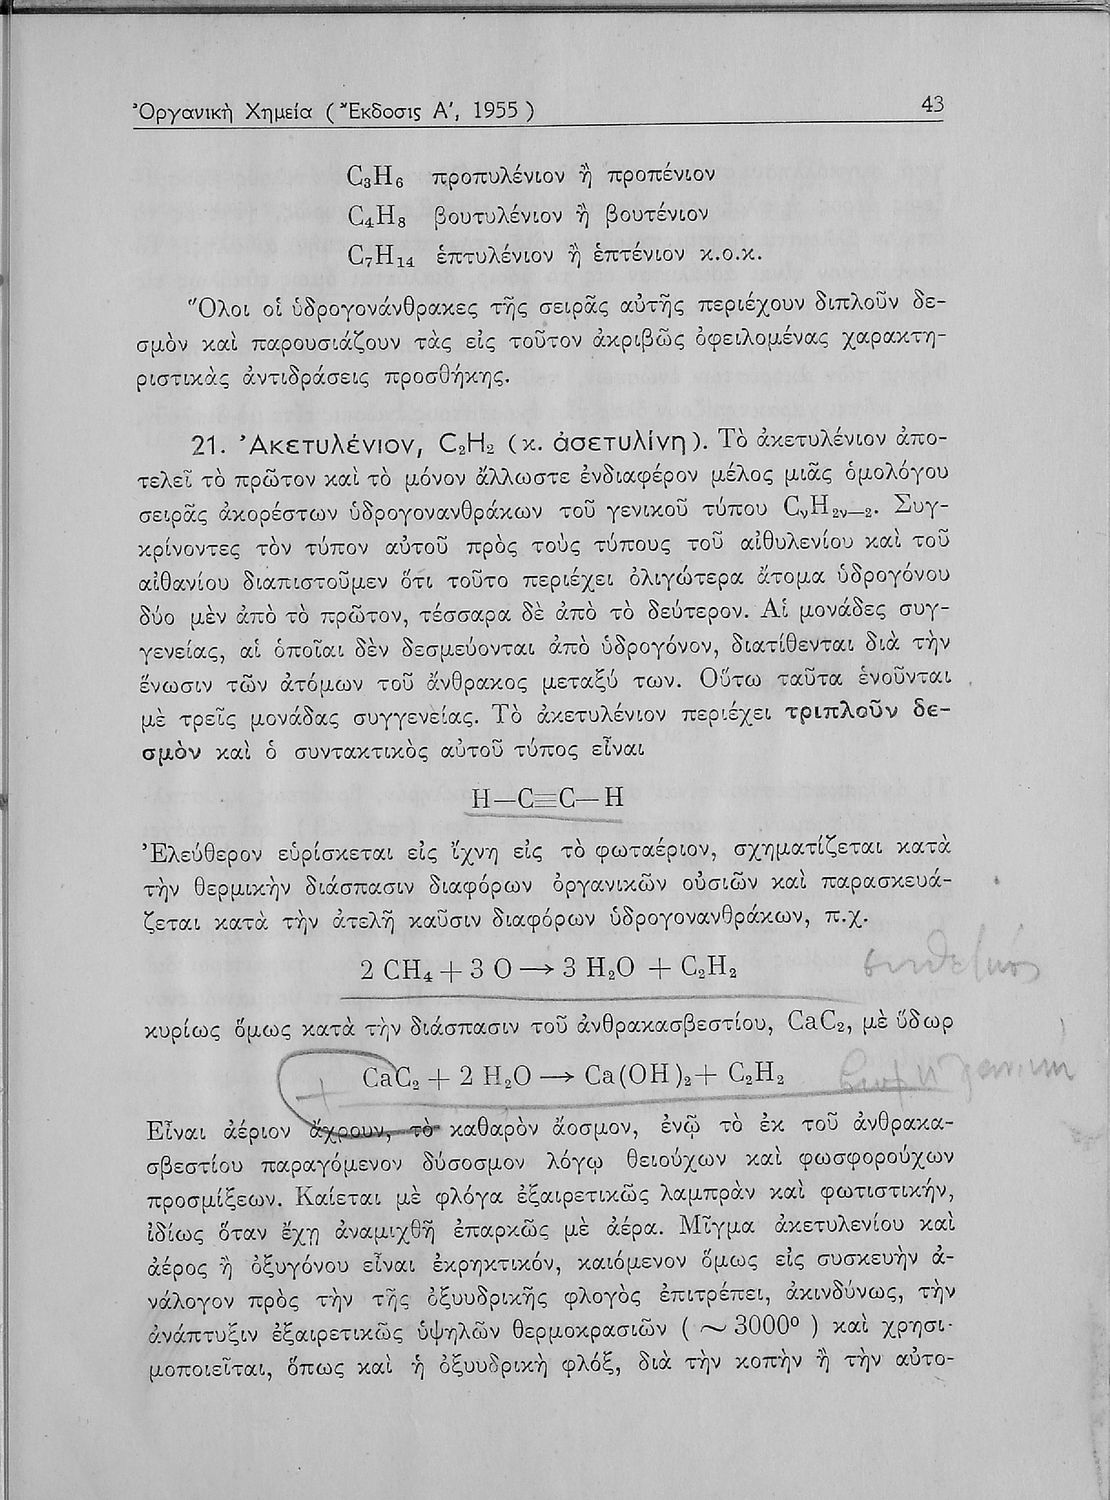 Ὀργανικὴ Χημεία ( Ἔκδοσις Α΄, 1955 ) 43
C₃H₆ προπυλένιον ἢ προπένιον
C₄H₈ βουτυλένιον ἢ βουτένιον
C₇H₁₄ ἑπτυλένιον ἢ ἑπτένιον κ.ο.κ.
Ὅλοι οἱ ὑδρογονάνθρακες τῆς σειρᾶς αὐτῆς περιέχουν διπλοῦν δε-
σμὸν καὶ παρουσιάζουν τὰς εἰς τοῦτον ἀκριβῶς ὀφειλομένας χαρακτη-
ριστικὰς ἀντιδράσεις προσθήκης.
21. Ἀκετυλένιον, C₂H₂ (κ. ἀσετυλίνη). Τὸ ἀκετυλένιον ἀπο-
τελεῖ τὸ πρῶτον καὶ τὸ μόνον ἄλλωστε ἐνδιαφέρον μέλος μιᾶς ὁμολόγου
σειρᾶς ἀκορέστων ὑδρογονανθράκων τοῦ γενικοῦ τύπου CᵥH₂ᵥ₋₂. Συγ-
κρίνοντες τὸν τύπον αὐτοῦ πρὸς τοὺς τύπους τοῦ αἰθυλενίου καὶ τοῦ
αἰθανίου διαπιστοῦμεν ὅτι τοῦτο περιέχει ὀλιγώτερα ἄτομα ὑδρογόνου
δύο μὲν ἀπὸ τὸ πρῶτον, τέσσαρα δὲ ἀπὸ τὸ δεύτερον. Αἱ μονάδες συγ-
γενείας, αἱ ὁποῖαι δὲν δεσμεύονται ἀπὸ ὑδρογόνον, διατίθενται διὰ τὴν
ἕνωσιν τῶν ἀτόμων τοῦ ἄνθρακος μεταξύ των. Οὕτω ταῦτα ἑνοῦνται
μὲ τρεῖς μονάδας συγγενείας. Τὸ ἀκετυλένιον περιέχει τριπλοῦν δε-
σμὸν καὶ ὁ συντακτικὸς αὐτοῦ τύπος εἶναι
H—C≡C—H
Ἐλεύθερον εὑρίσκεται εἰς ἴχνη εἰς τὸ φωταέριον, σχηματίζεται κατὰ
τὴν θερμικὴν διάσπασιν διαφόρων ὀργανικῶν οὐσιῶν καὶ παρασκευά-
ζεται κατὰ τὴν ἀτελῆ καῦσιν διαφόρων ὑδρογονανθράκων, π.χ.
2 CH₄ + 3 O → 3 H₂O + C₂H₂ συνθετικός
κυρίως ὅμως κατὰ τὴν διάσπασιν τοῦ ἀνθρακασβεστίου, CaC₂, μὲ ὕδωρ
CaC₂ + 2 H₂O → Ca(OH)₂ + C₂H₂
Εἶναι ἀέριον ἄχρουν, τὸ καθαρὸν ἄοσμον, ἐνῷ τὸ ἐκ τοῦ ἀνθρακα-
σβεστίου παραγόμενον δύσοσμον λόγῳ θειούχων καὶ φωσφορούχων
προσμίξεων. Καίεται μὲ φλόγα ἐξαιρετικῶς λαμπρὰν καὶ φωτιστικήν,
ἰδίως ὅταν ἔχῃ ἀναμιχθῆ ἐπαρκῶς μὲ ἀέρα. Μῖγμα ἀκετυλενίου καὶ
ἀέρος ἢ ὀξυγόνου εἶναι ἐκρηκτικόν, καιόμενον ὅμως εἰς συσκευὴν ἀ-
νάλογον πρὸς τὴν τῆς ὀξυυδρικῆς φλογὸς ἐπιτρέπει, ἀκινδύνως, τὴν
ἀνάπτυξιν ἐξαιρετικῶς ὑψηλῶν θερμοκρασιῶν ( ~ 3000⁰ ) καὶ χρησι-
μοποιεῖται, ὅπως καὶ ἡ ὀξυυδρικὴ φλόξ, διὰ τὴν κοπὴν ἢ τὴν αὐτο-